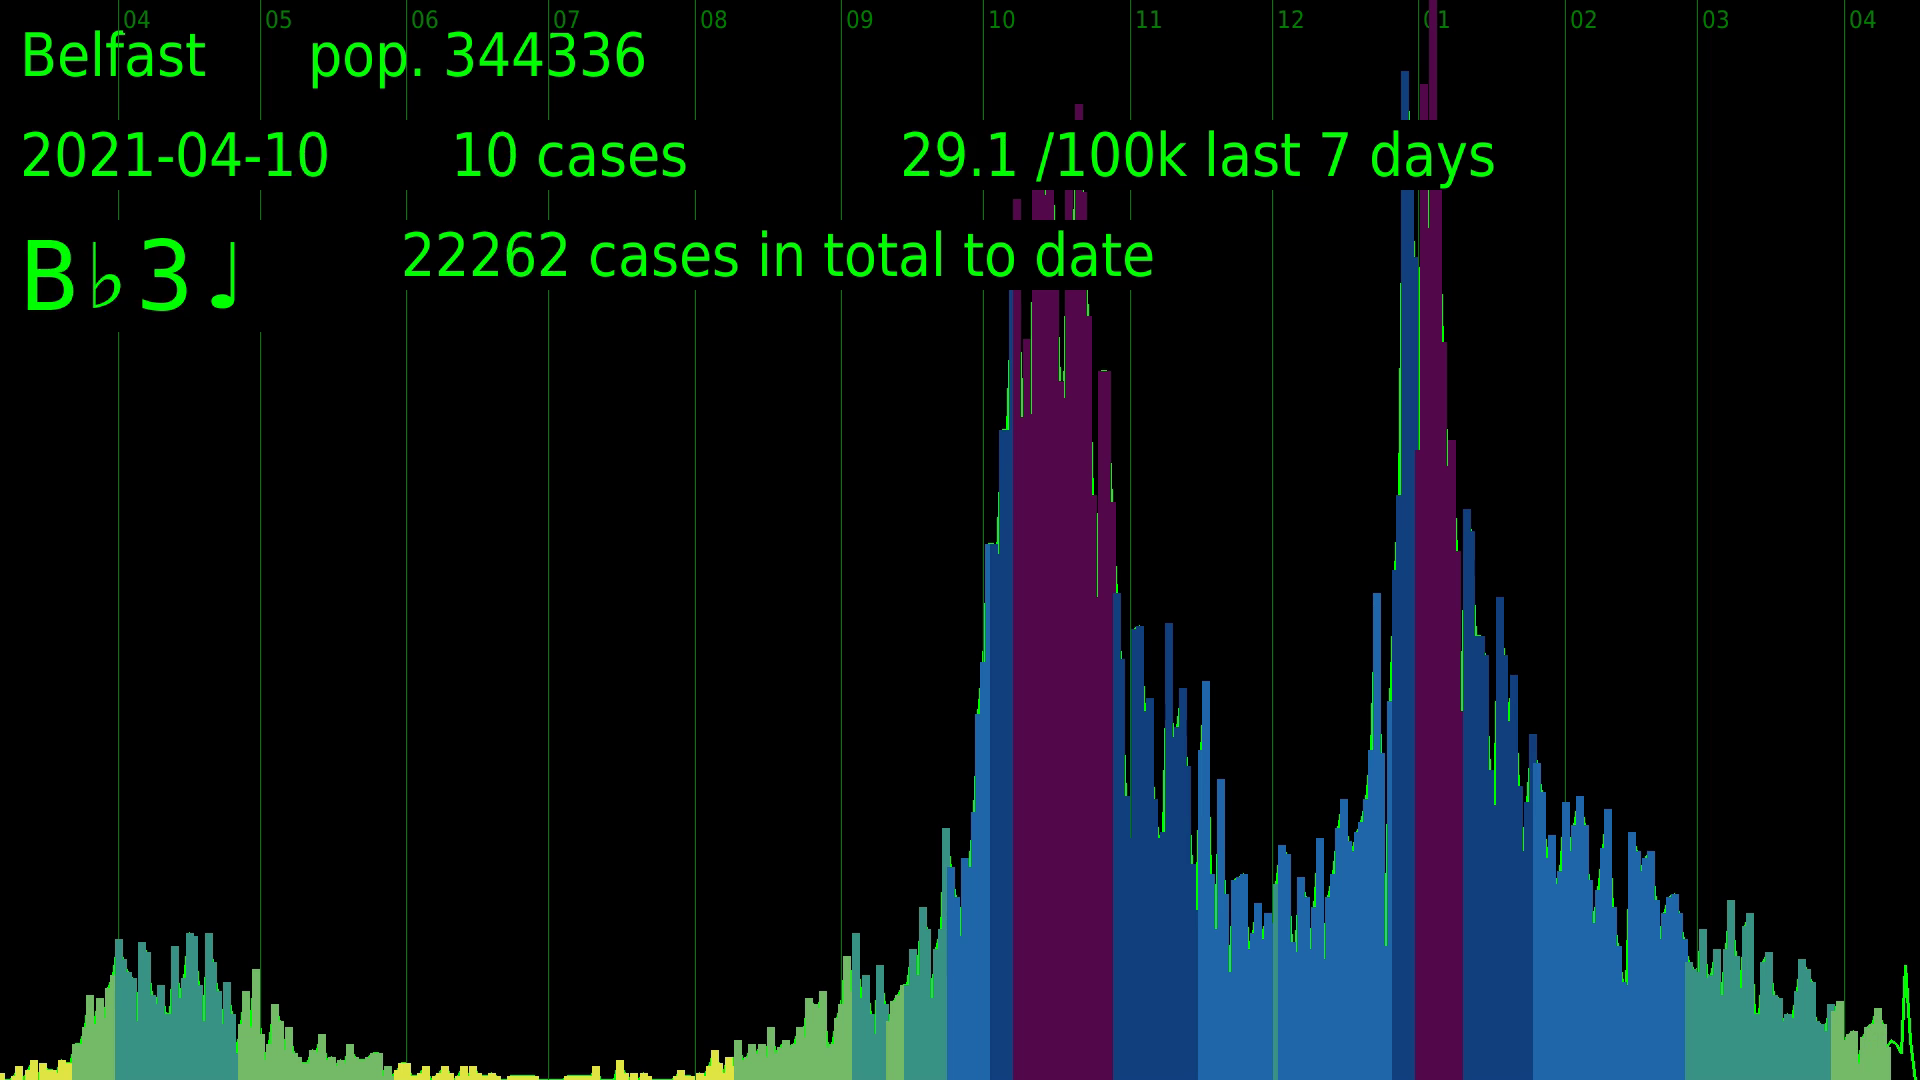 04 05 06 07 08 09 10 11 12 01 02 03 04
Belfast pop. 344336
2021-04-10 10 cases 29.1 /100k last 7 days
B♭3♩ 22262 cases in total to date